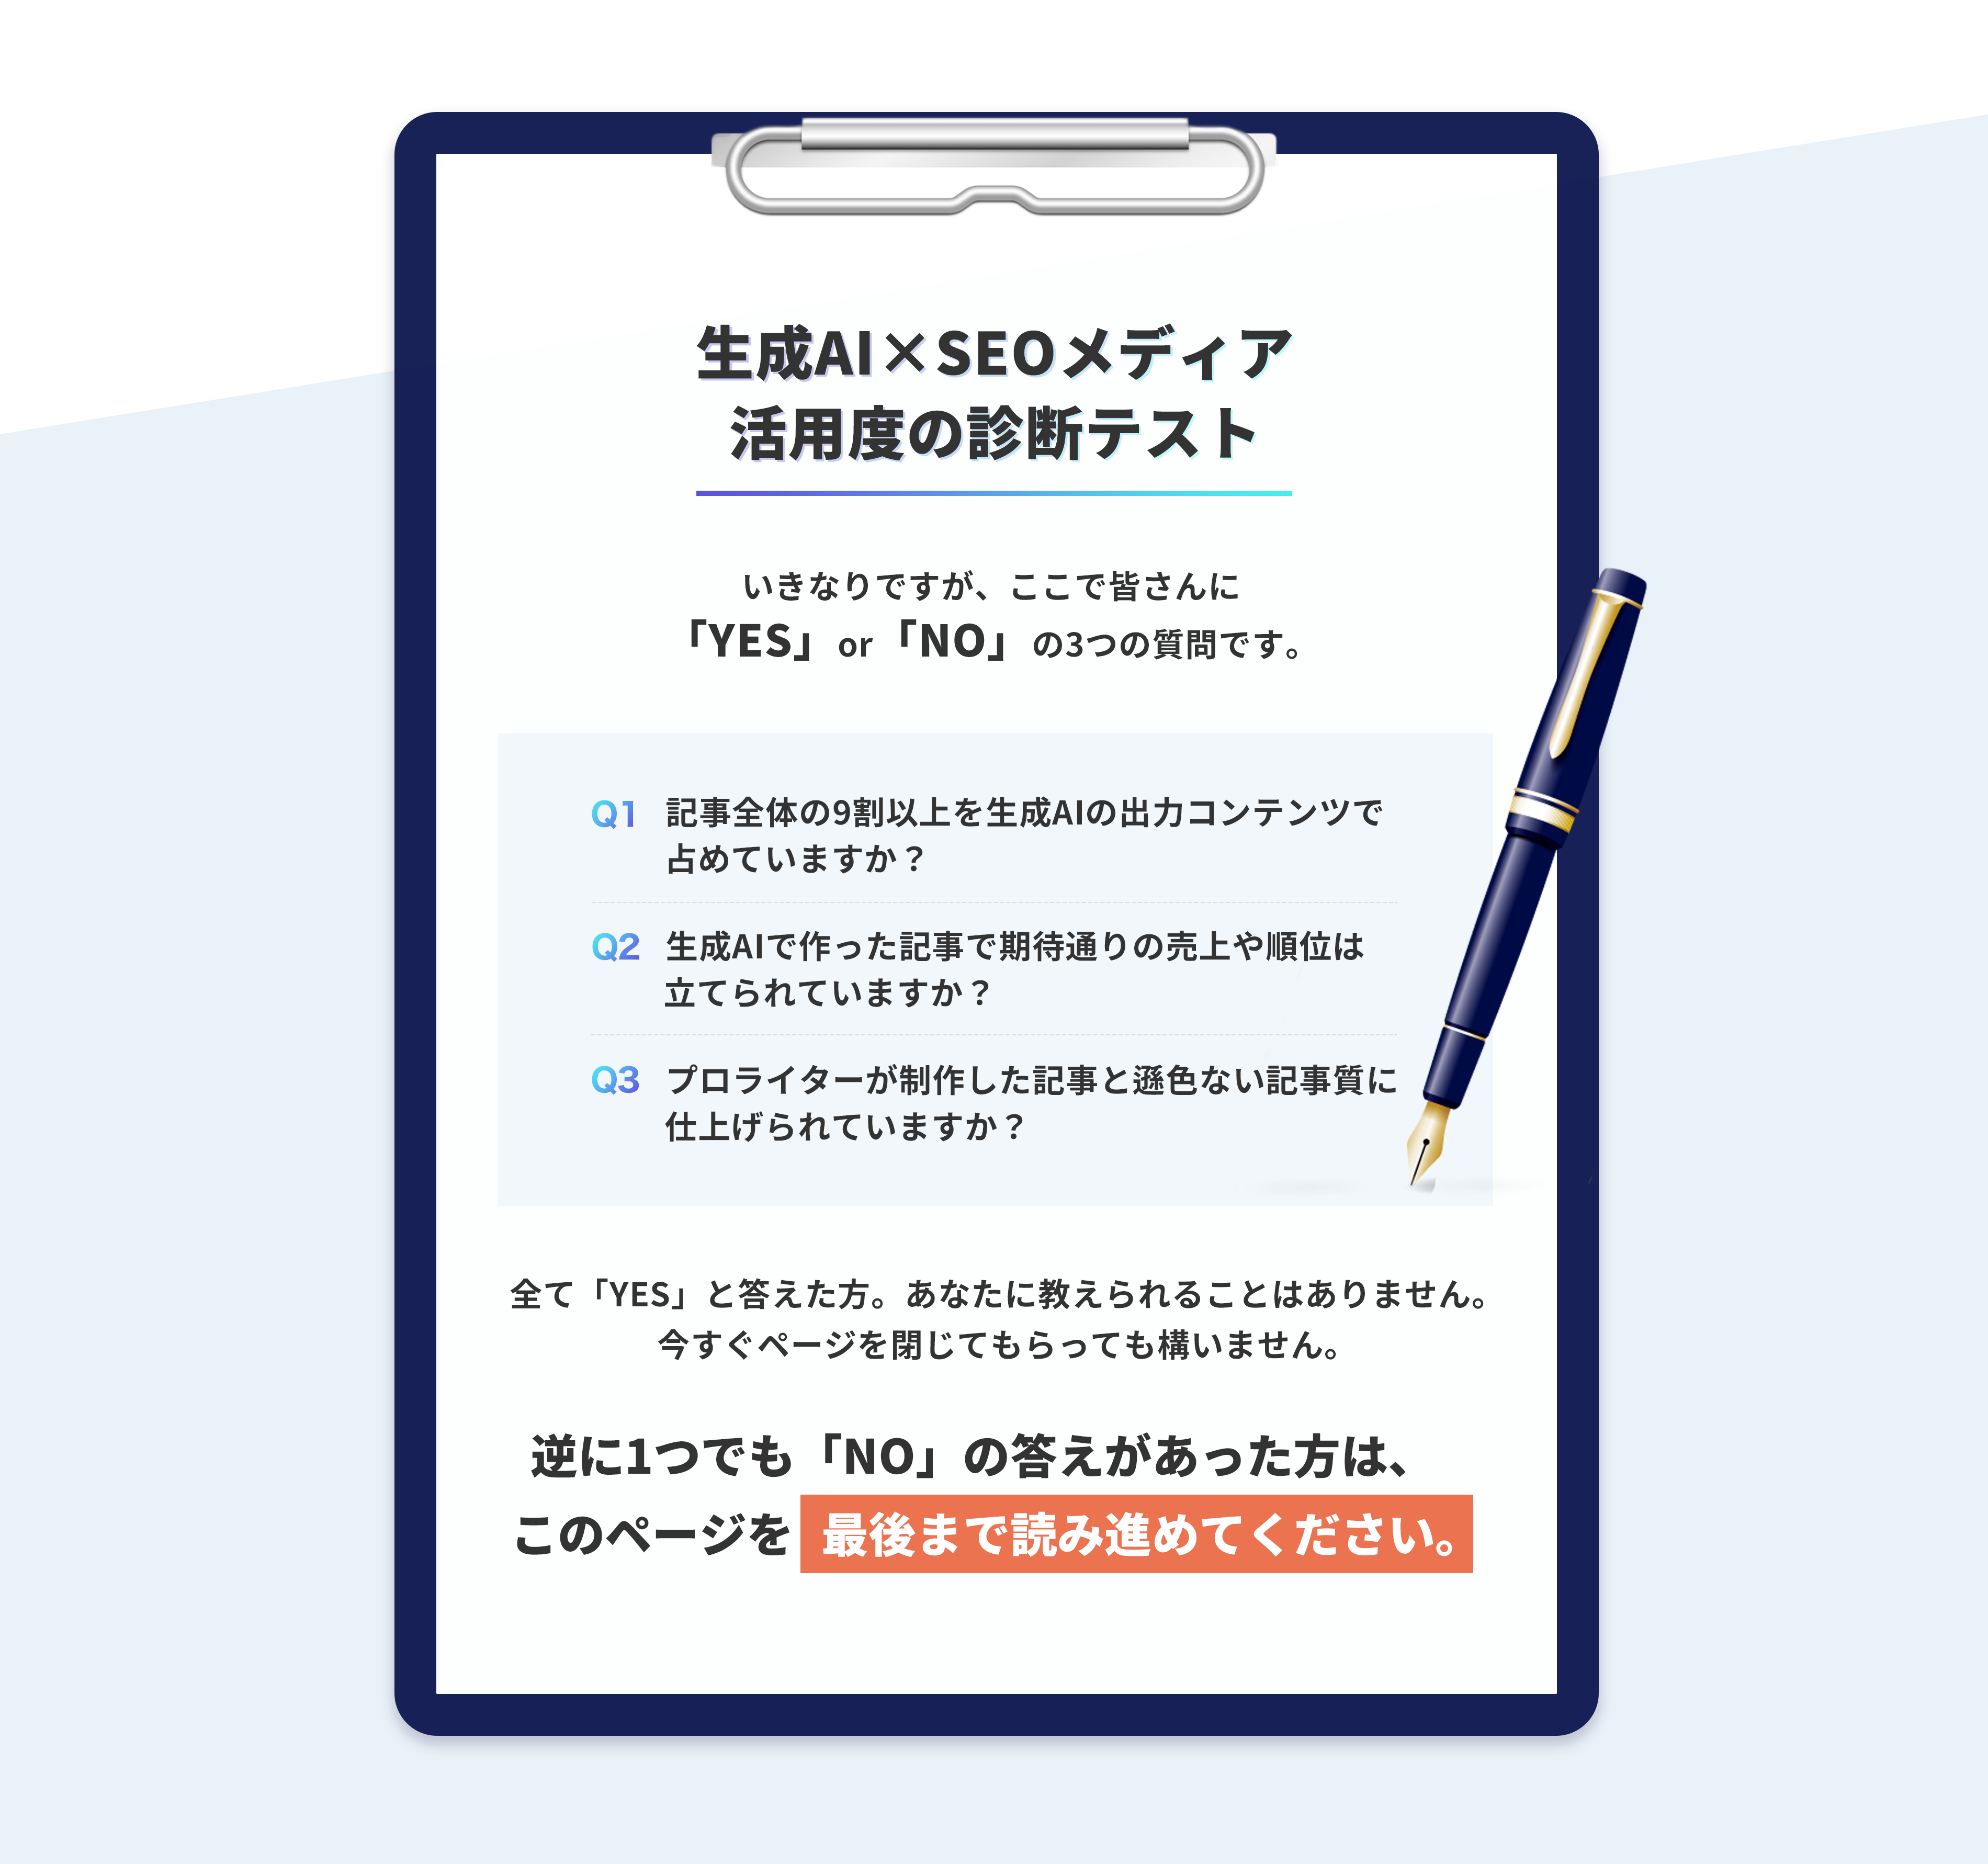 生成AI×SEOメディア
活用度の診断テスト
いきなりですが、ここで皆さんに
「YES」or「NO」の3つの質問です。
Q1 記事全体の9割以上を生成AIの出力コンテンツで
占めていますか？
Q2 生成AIで作った記事で期待通りの売上や順位は
立てられていますか？
Q3 プロライターが制作した記事と遜色ない記事質に
仕上げられていますか？
全て「YES」と答えた方。あなたに教えられることはありません。
今すぐページを閉じてもらっても構いません。
逆に1つでも「NO」の答えがあった方は、
このページを最後まで読み進めてください。